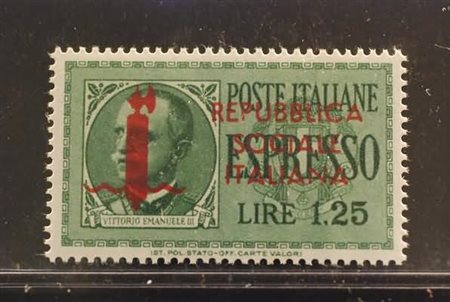 POSTE ITALIANE
REPUBBLICA
SOCIALE
ESPRESSO
ITALIANA
VITTORIO EMANUELE III
LIRE 1.25
IST. POL. STATO-OFF. CARTE VALORI